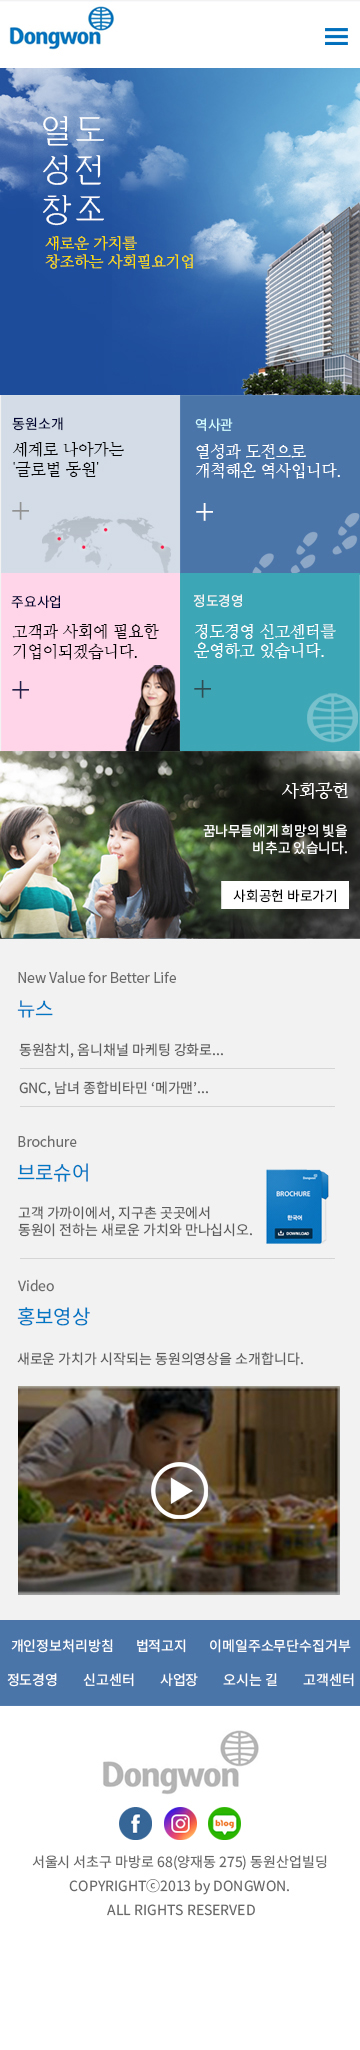 Dongwon
열도
성전
창조
새로운 가치를
창조하는 사회필요기업
동원소개
세계로 나아가는
'글로벌 동원'
역사관
열성과 도전으로
개척해온 역사입니다.
주요사업
고객과 사회에 필요한
기업이되겠습니다.
정도경영
정도경영 신고센터를
운영하고 있습니다.
사회공헌
꿈나무들에게 희망의 빛을
비추고 있습니다.
사회공헌 바로가기
New Value for Better Life
뉴스
동원참치, 옴니채널 마케팅 강화로...
GNC, 남녀 종합비타민 ‘메가맨’...
Brochure
브로슈어
고객 가까이에서, 지구촌 곳곳에서
동원이 전하는 새로운 가치와 만나십시오.
Dongwon
BROCHURE
한국어
DOWNLOAD
Video
홍보영상
새로운 가치가 시작되는 동원의영상을 소개합니다.
개인정보처리방침 법적고지 이메일주소무단수집거부
정도경영 신고센터 사업장 오시는 길 고객센터
Dongwon
f
blog
서울시 서초구 마방로 68(양재동 275) 동원산업빌딩
COPYRIGHTⓒ2013 by DONGWON.
ALL RIGHTS RESERVED